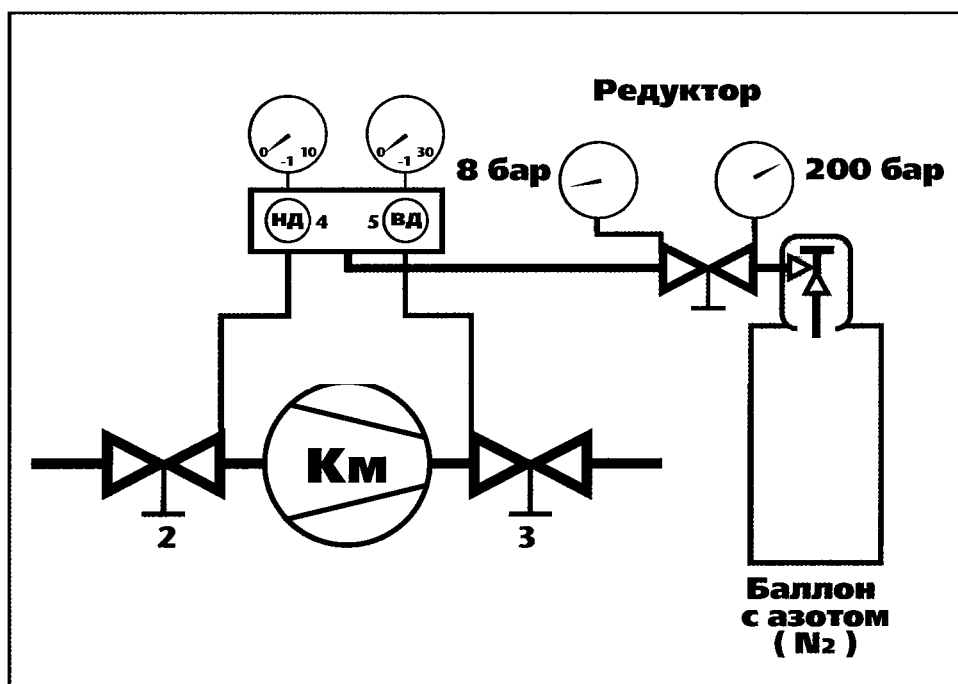 Редуктор
8 бар
200 бар
0 -1 10
0 -1 30
НД 4
5 ВД
Км
2
3
Баллон
с азотом
( N2 )